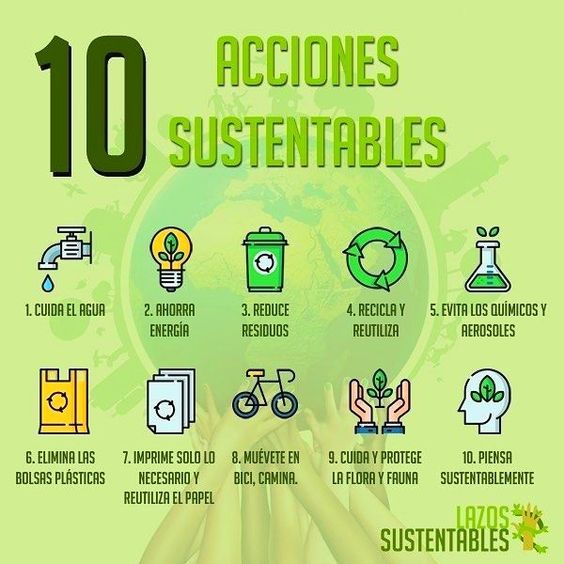 10
ACCIONES
SUSTENTABLES
1. CUIDA EL AGUA
2. AHORRA
ENERGÍA
3. REDUCE
RESIDUOS
4. RECICLA Y
REUTILIZA
5. EVITA LOS QUÍMICOS Y
AEROSOLES
6. ELIMINA LAS
BOLSAS PLÁSTICAS
7. IMPRIME SOLO LO
NECESARIO Y
REUTILIZA EL PAPEL
8. MUÉVETE EN
BICI, CAMINA.
9. CUIDA Y PROTEGE
LA FLORA Y FAUNA
10. PIENSA
SUSTENTABLEMENTE
LAZOS
SUSTENTABLES